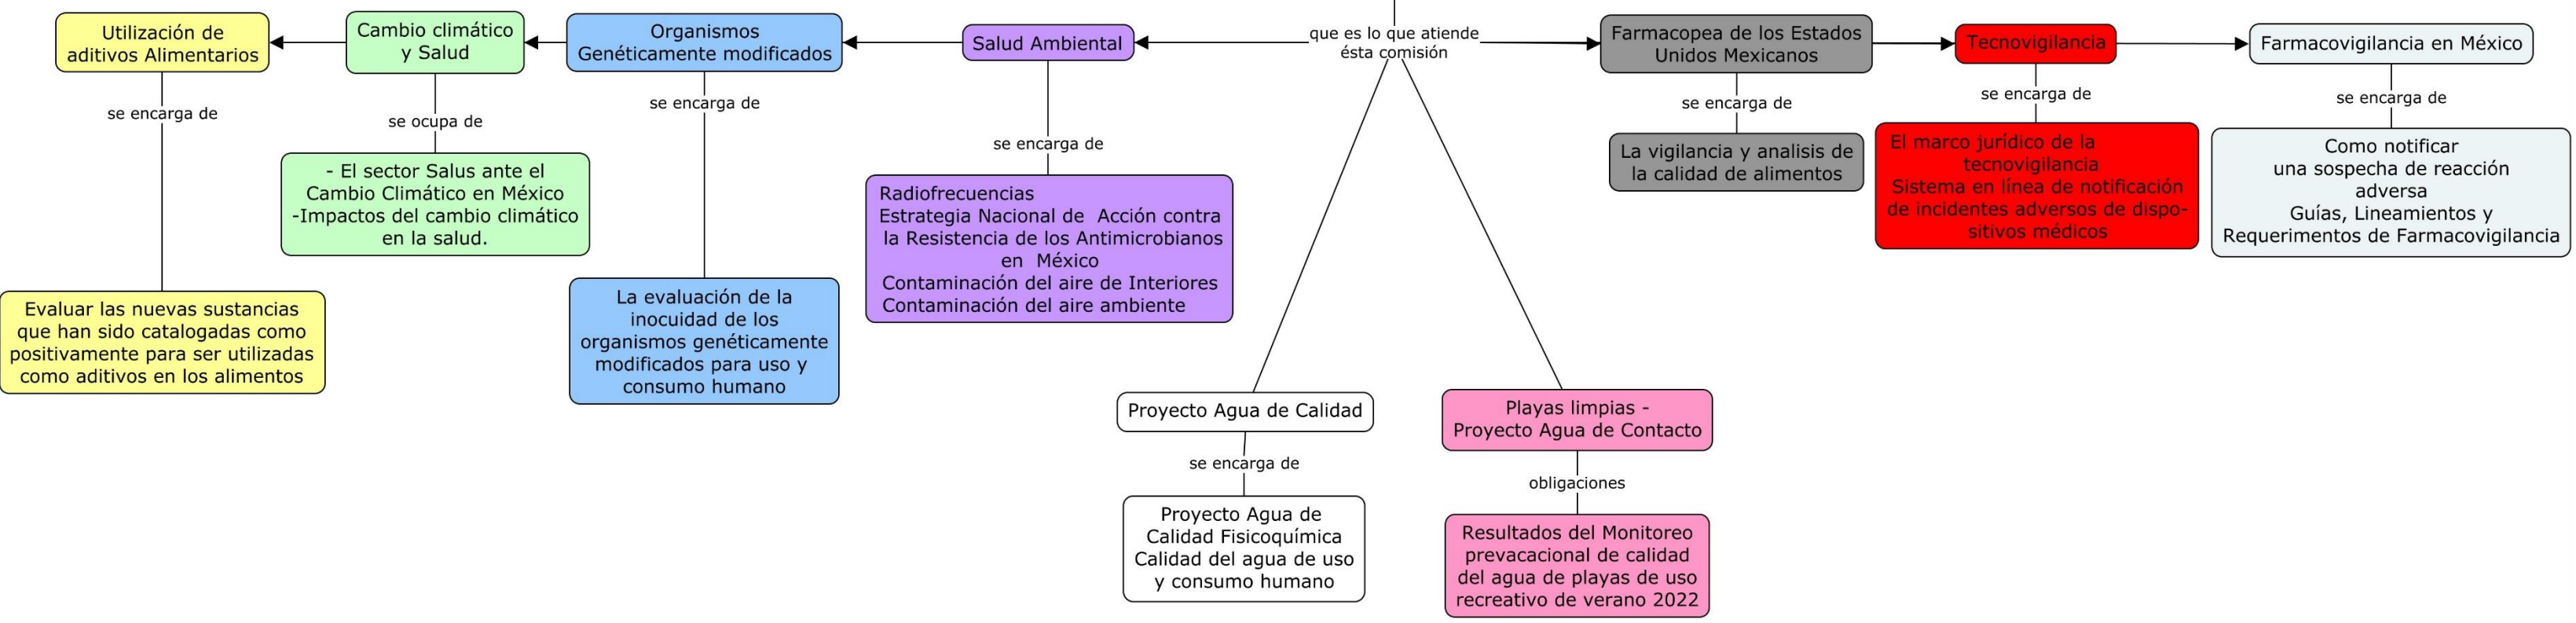 Utilización de
aditivos Alimentarios
Cambio climático
y Salud
Organismos
Genéticamente modificados
Salud Ambiental
que es lo que atiende
ésta comisión
Farmacopea de los Estados
Unidos Mexicanos
Tecnovigilancia
Farmacovigilancia en México
se encarga de
se ocupa de
se encarga de
se encarga de
se encarga de
se encarga de
se encarga de
- El sector Salus ante el
Cambio Climático en México
-Impactos del cambio climático
en la salud.
Radiofrecuencias
Estrategia Nacional de  Acción contra
la Resistencia de los Antimicrobianos
en  México
Contaminación del aire de Interiores
Contaminación del aire ambiente
La vigilancia y analisis de
la calidad de alimentos
El marco jurídico de la
tecnovigilancia
Sistema en línea de notificación
de incidentes adversos de dispo-
sitivos médicos
Como notificar
una sospecha de reacción
adversa
Guías, Lineamientos y
Requerimentos de Farmacovigilancia
Evaluar las nuevas sustancias
que han sido catalogadas como
positivamente para ser utilizadas
como aditivos en los alimentos
La evaluación de la
inocuidad de los
organismos genéticamente
modificados para uso y
consumo humano
Proyecto Agua de Calidad
se encarga de
Proyecto Agua de
Calidad Fisicoquímica
Calidad del agua de uso
y consumo humano
Playas limpias -
Proyecto Agua de Contacto
obligaciones
Resultados del Monitoreo
prevacacional de calidad
del agua de playas de uso
recreativo de verano 2022